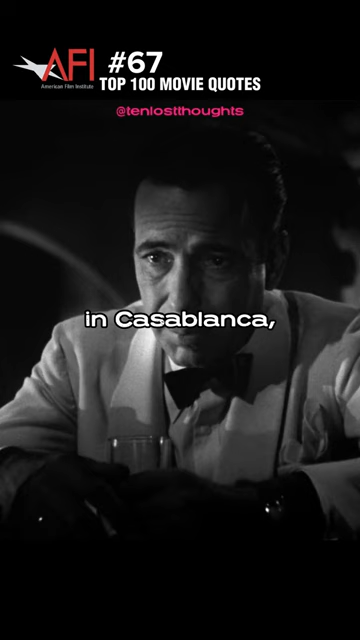 AFI #67
American Film Institute
TOP 100 MOVIE QUOTES
@tenlostthoughts
in Casablanca,